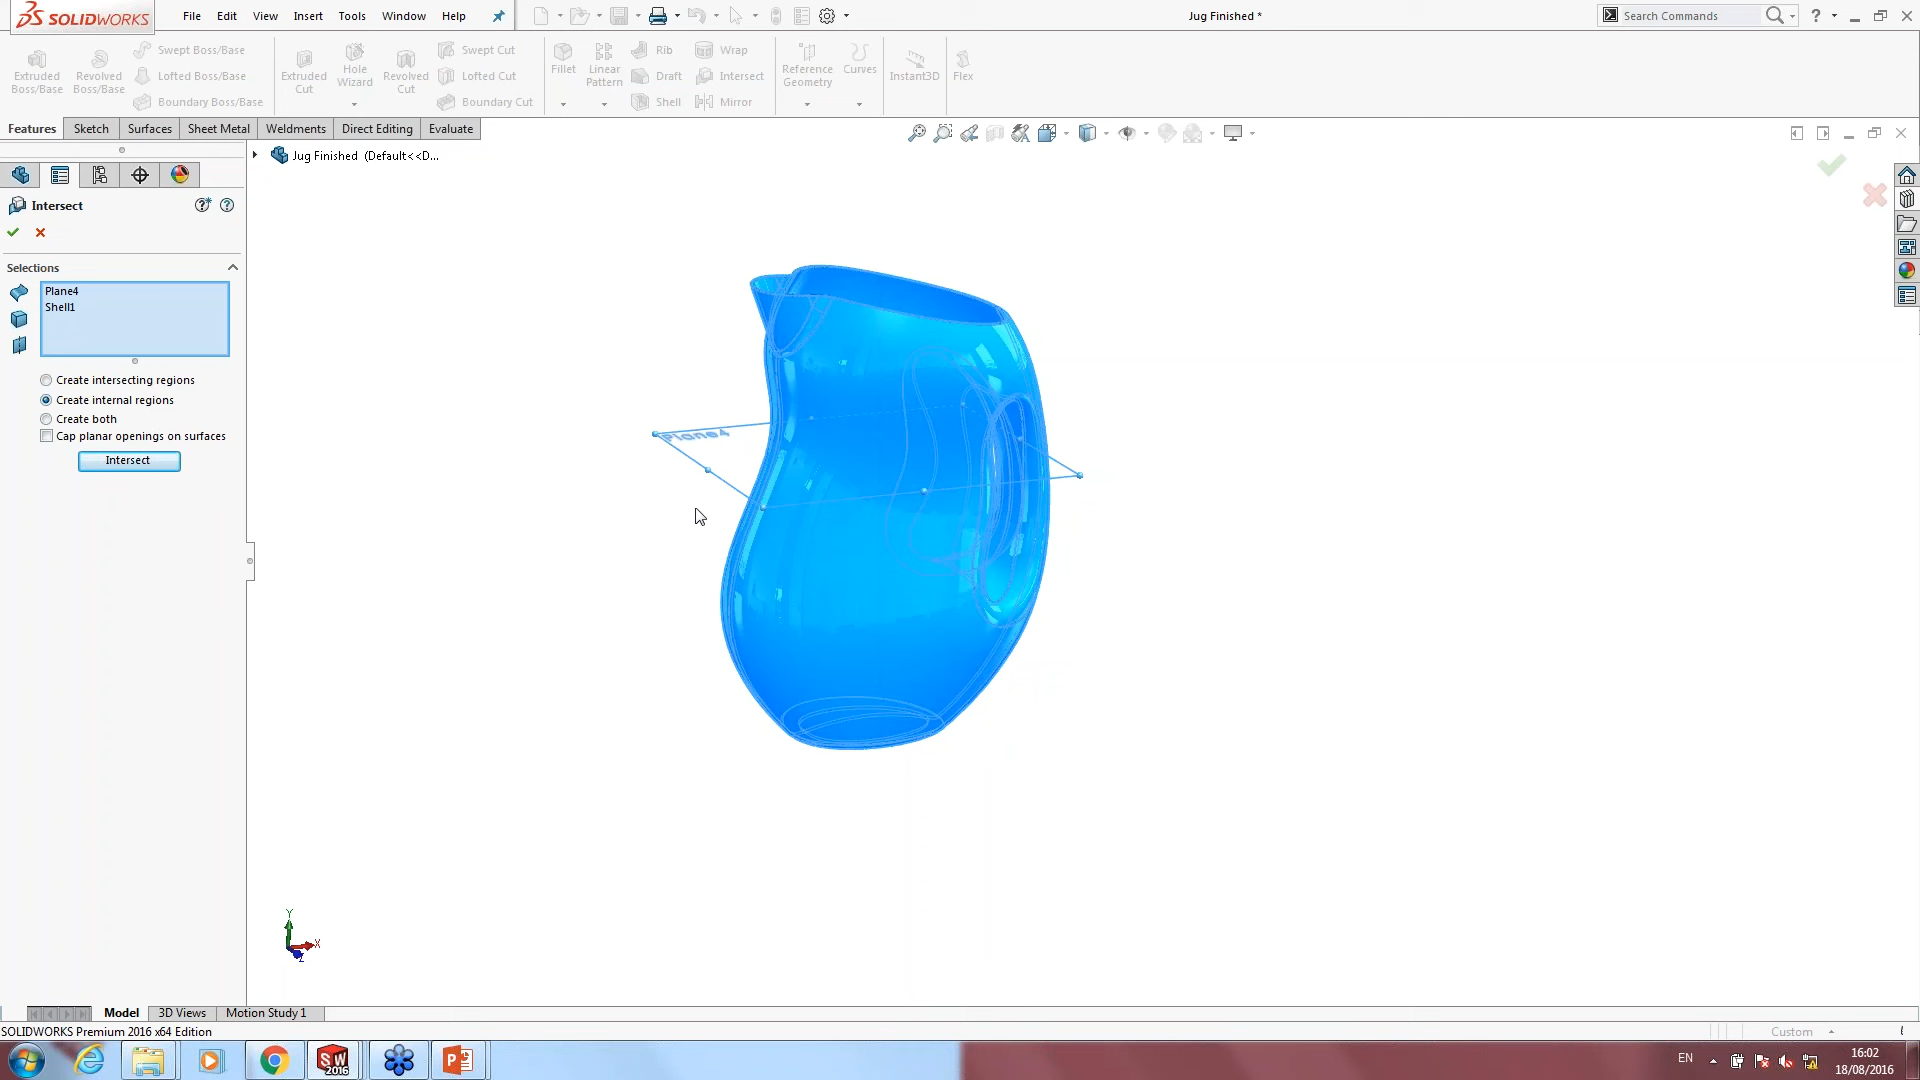 SOLIDWORKS
File Edit View Insert Tools Window Help
Jug Finished *
Search Commands
Extruded Boss/Base
Revolved Boss/Base
Swept Boss/Base
Lofted Boss/Base
Boundary Boss/Base
Extruded Cut
Hole Wizard
Revolved Cut
Swept Cut
Lofted Cut
Boundary Cut
Fillet
Linear Pattern
Rib
Draft
Shell
Wrap
Intersect
Mirror
Reference Geometry
Curves
Instant3D
Flex
Features Sketch Surfaces Sheet Metal Weldments Direct Editing Evaluate
Jug Finished (Default<<D...
Intersect
Selections
Plane4
Shell1
Create intersecting regions
Create internal regions
Create both
Cap planar openings on surfaces
Intersect
Plane4
Y
X
Z
Model 3D Views Motion Study 1
SOLIDWORKS Premium 2016 x64 Edition
Custom
SW 2016
EN
16:02
18/08/2016